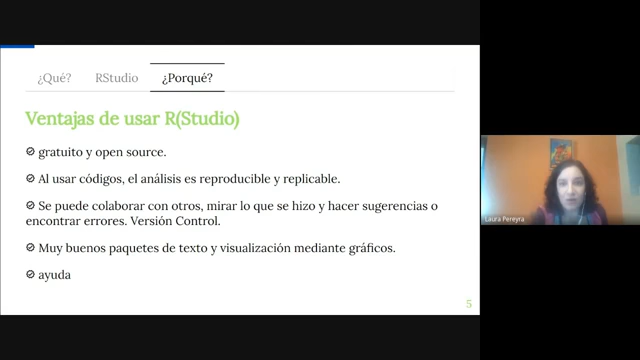 ¿Qué? RStudio ¿Porqué?
Ventajas de usar R(Studio)
gratuito y open source.
Al usar códigos, el análisis es reproducible y replicable.
Se puede colaborar con otros, mirar lo que se hizo y hacer sugerencias o
encontrar errores. Versión Control.
Muy buenos paquetes de texto y visualización mediante gráficos.
ayuda
5
Laura Pereyra